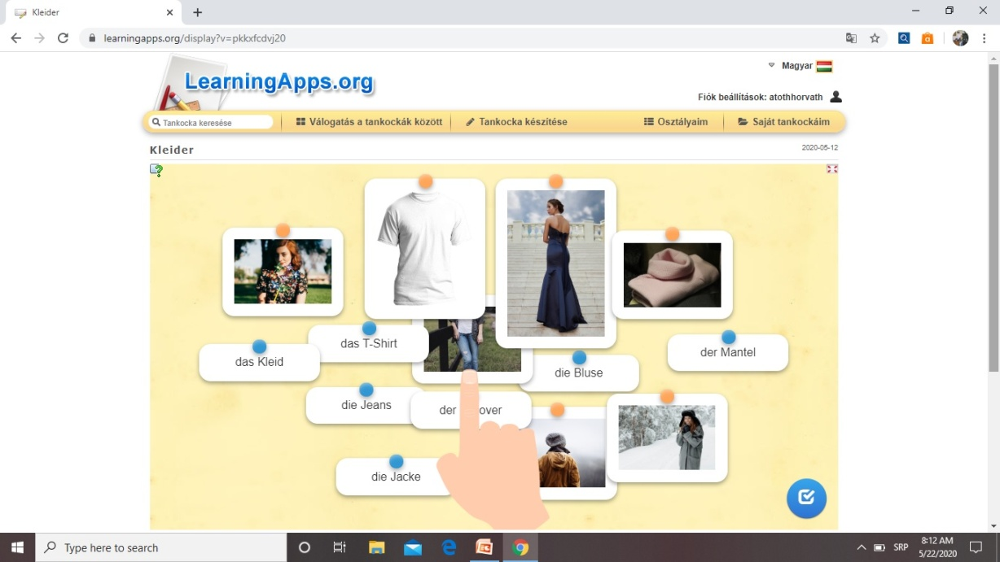 Kleider
learningapps.org/display?v=pkkxfcdvj20
LearningApps.org
Magyar
Fiók beállítások: atothhorvath
Tankocka keresése
Válogatás a tankockák között
Tankocka készítése
Osztályaim
Saját tankockáim
Kleider
2020-05-12
das T-Shirt
der Mantel
das Kleid
die Bluse
die Jeans
der over
die Jacke
Type here to search
SRP
8:12 AM
5/22/2020